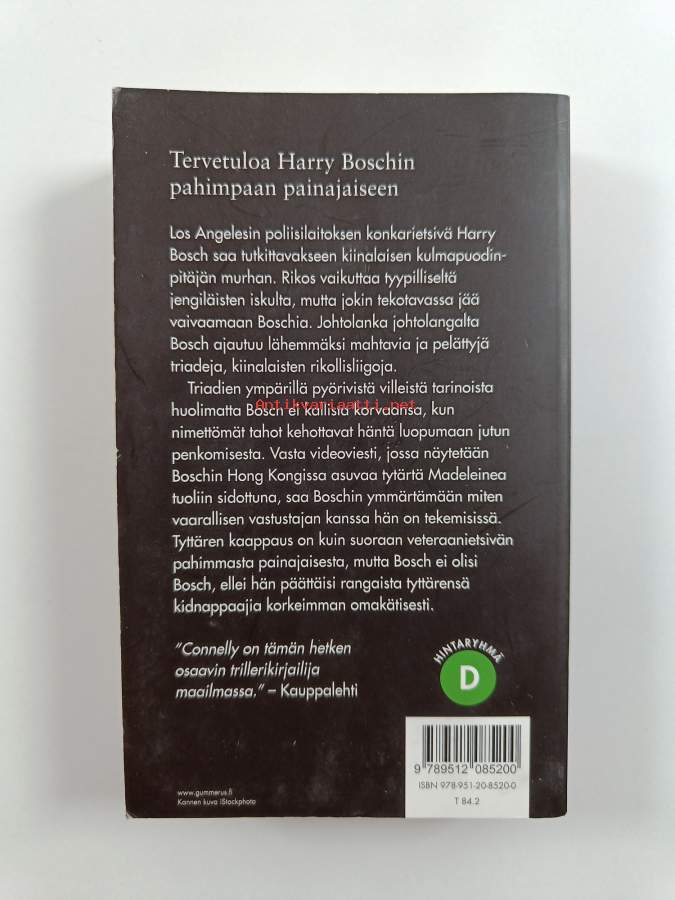 Tervetuloa Harry Boschin
pahimpaan painajaiseen
Los Angelesin poliisilaitoksen konkarietsivä Harry
Bosch saa tutkittavakseen kiinalaisen kulmapuodin-
pitäjän murhan. Rikos vaikuttaa tyypilliseltä
jengiläisten iskulta, mutta jokin tekotavassa jää
vaivaamaan Boschia. Johtolanka johtolangalta
Bosch ajautuu lähemmäksi mahtavia ja pelättyjä
triadeja, kiinalaisten rikollisliigoja.
Triadien ympärillä pyörivistä villeistä tarinoista
Antikvariaatti.net
huolimatta Bosch ei kallista korvaansa, kun
nimettömät tahot kehottavat häntä luopumaan jutun
penkomisesta. Vasta videoviesti, jossa näytetään
Boschin Hong Kongissa asuvaa tytärtä Madeleinea
tuoliin sidottuna, saa Boschin ymmärtämään miten
vaarallisen vastustajan kanssa hän on tekemisissä.
Tyttären kaappaus on kuin suoraan veteraanietsivän
pahimmasta painajaisesta, mutta Bosch ei olisi
Bosch, ellei hän päättäisi rangaista tyttärensä
kidnappaajia korkeimman omakätisesti.
"Connelly on tämän hetken
osaavin trillerikirjailija
maailmassa." – Kauppalehti
HINTARYHMÄ
D
9 789512 085200
ISBN 978-951-20-8520-0
T 84.2
www.gummerus.fi
Kannen kuva iStockphoto